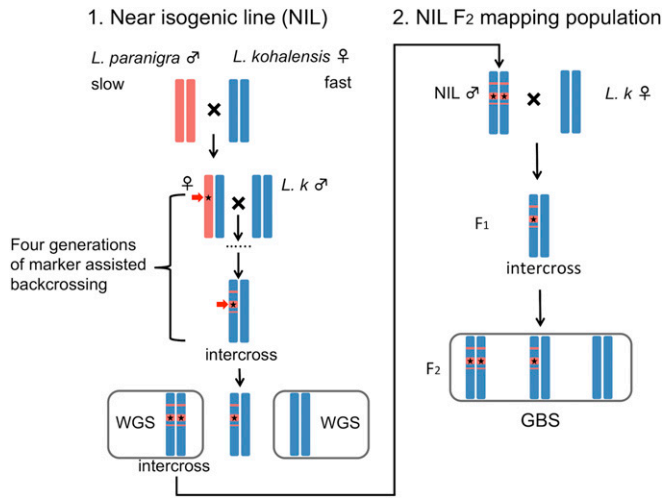 1. Near isogenic line (NIL)
L. paranigra ♂
slow
L. kohalensis ♀
fast
♀
L. k ♂
Four generations
of marker assisted
backcrossing
intercross
WGS
WGS
intercross
2. NIL F2 mapping population
NIL ♂
L. k ♀
F1
intercross
F2
GBS